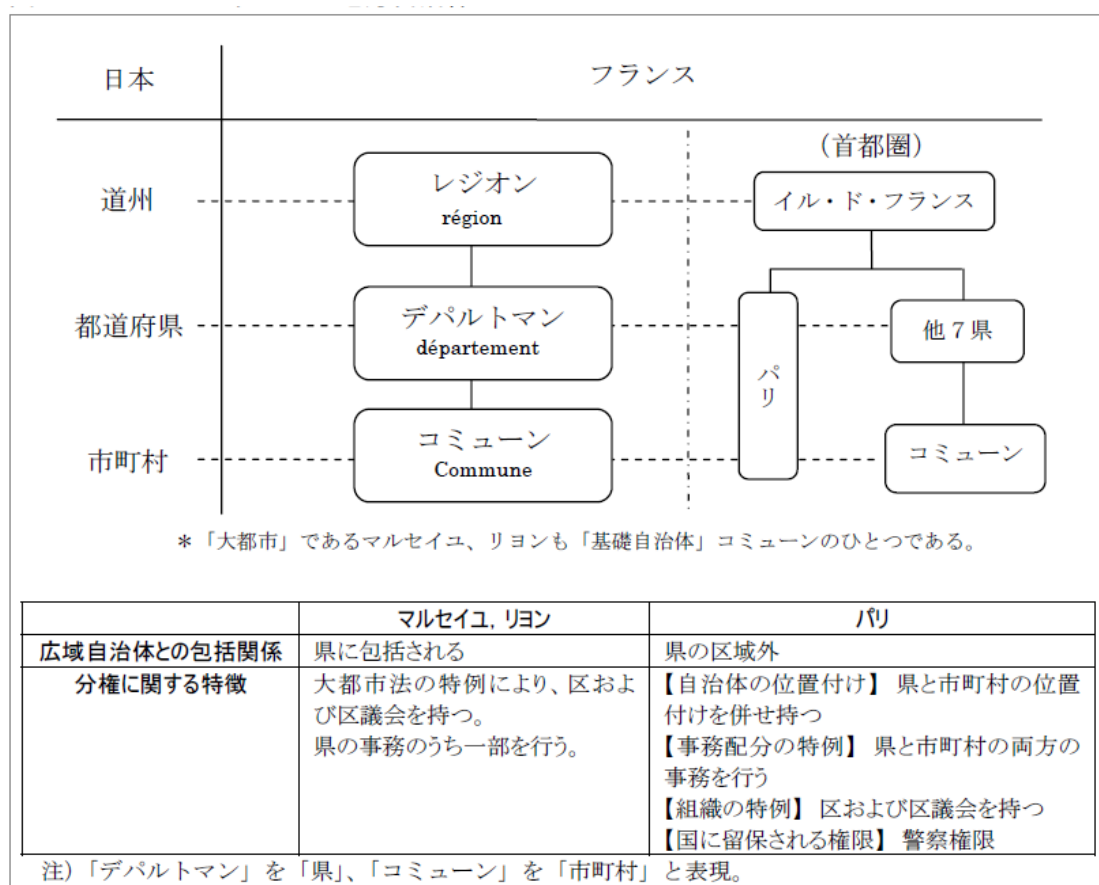 日本
フランス
(首都圏)
道州
レジオン
région
イル・ド・フランス
都道府県
デパルトマン
département
パリ
他7県
市町村
コミューン
Commune
コミューン
*「大都市」であるマルセイユ、リヨンも「基礎自治体」コミューンのひとつである。
マルセイユ, リヨン
パリ
広域自治体との包括関係
県に包括される
県の区域外
分権に関する特徴
大都市法の特例により、区およ
び区議会を持つ。
県の事務のうち一部を行う。
【自治体の位置付け】 県と市町村の位置
付けを併せ持つ
【事務配分の特例】 県と市町村の両方の
事務を行う
【組織の特例】 区および区議会を持つ
【国に留保される権限】 警察権限
注)「デパルトマン」を「県」、「コミューン」を「市町村」と表現。